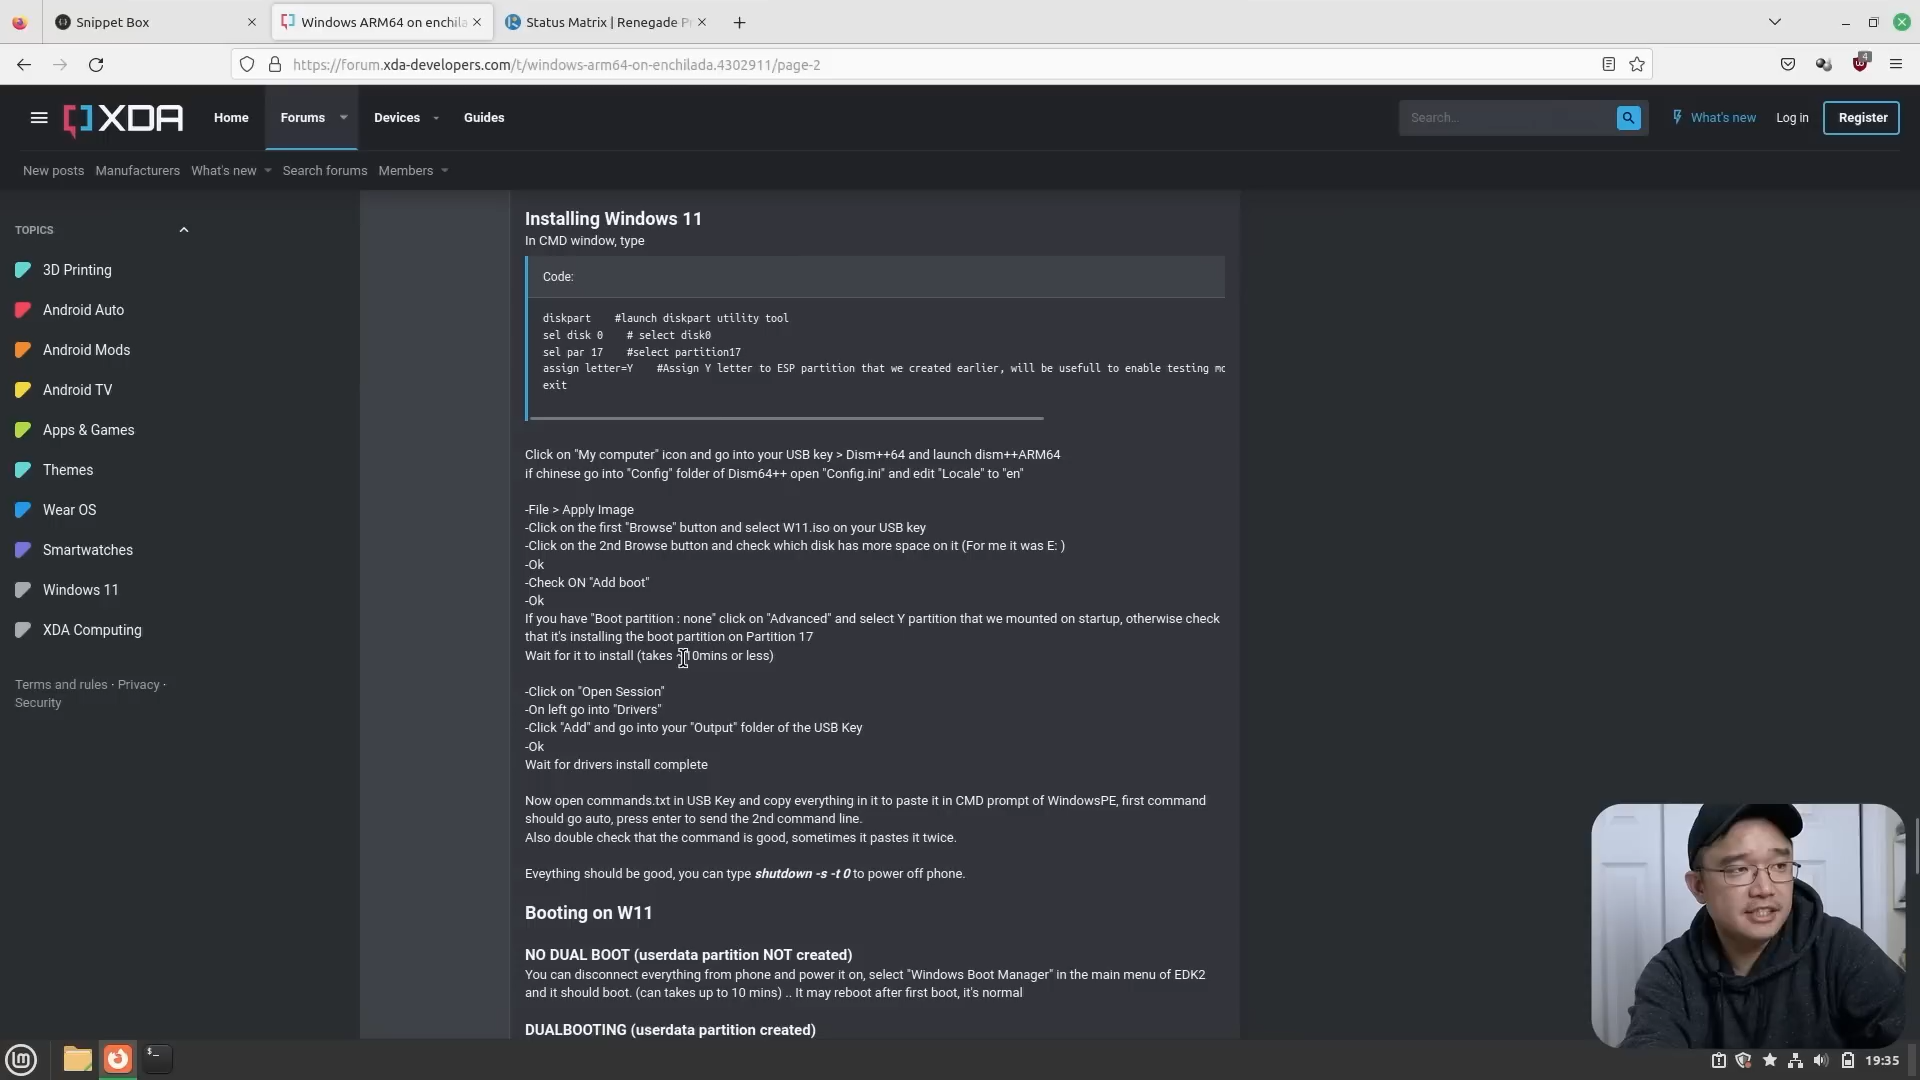 Snippet Box
Windows ARM64 on enchila
Status Matrix | Renegade P
https://forum.xda-developers.com/t/windows-arm64-on-enchilada.4302911/page-2
4
XDA
Home
Forums
Devices
Guides
Search...
What's new
Log in
Register
New posts
Manufacturers
What's new
Search forums
Members
TOPICS
3D Printing
Android Auto
Android Mods
Android TV
Apps & Games
Themes
Wear OS
Smartwatches
Windows 11
XDA Computing
Terms and rules · Privacy ·
Security
Installing Windows 11
In CMD window, type
Code:
diskpart    #launch diskpart utility tool
sel disk 0    # select disk0
sel par 17    #select partition17
assign letter=Y    #Assign Y letter to ESP partition that we created earlier, will be usefull to enable testing mo
exit
Click on "My computer" icon and go into your USB key > Dism++64 and launch dism++ARM64
if chinese go into "Config" folder of Dism64++ open "Config.ini" and edit "Locale" to "en"
-File > Apply Image
-Click on the first "Browse" button and select W11.iso on your USB key
-Click on the 2nd Browse button and check which disk has more space on it (For me it was E: )
-Ok
-Check ON "Add boot"
-Ok
If you have "Boot partition : none" click on "Advanced" and select Y partition that we mounted on startup, otherwise check
that it's installing the boot partition on Partition 17
Wait for it to install (takes ~10mins or less)
-Click on "Open Session"
-On left go into "Drivers"
-Click "Add" and go into your "Output" folder of the USB Key
-Ok
Wait for drivers install complete
Now open commands.txt in USB Key and copy everything in it to paste it in CMD prompt of WindowsPE, first command
should go auto, press enter to send the 2nd command line.
Also double check that the command is good, sometimes it pastes it twice.
Eveything should be good, you can type shutdown -s -t 0 to power off phone.
Booting on W11
NO DUAL BOOT (userdata partition NOT created)
You can disconnect everything from phone and power it on, select "Windows Boot Manager" in the main menu of EDK2
and it should boot. (can takes up to 10 mins) .. It may reboot after first boot, it's normal
DUALBOOTING (userdata partition created)
19:35